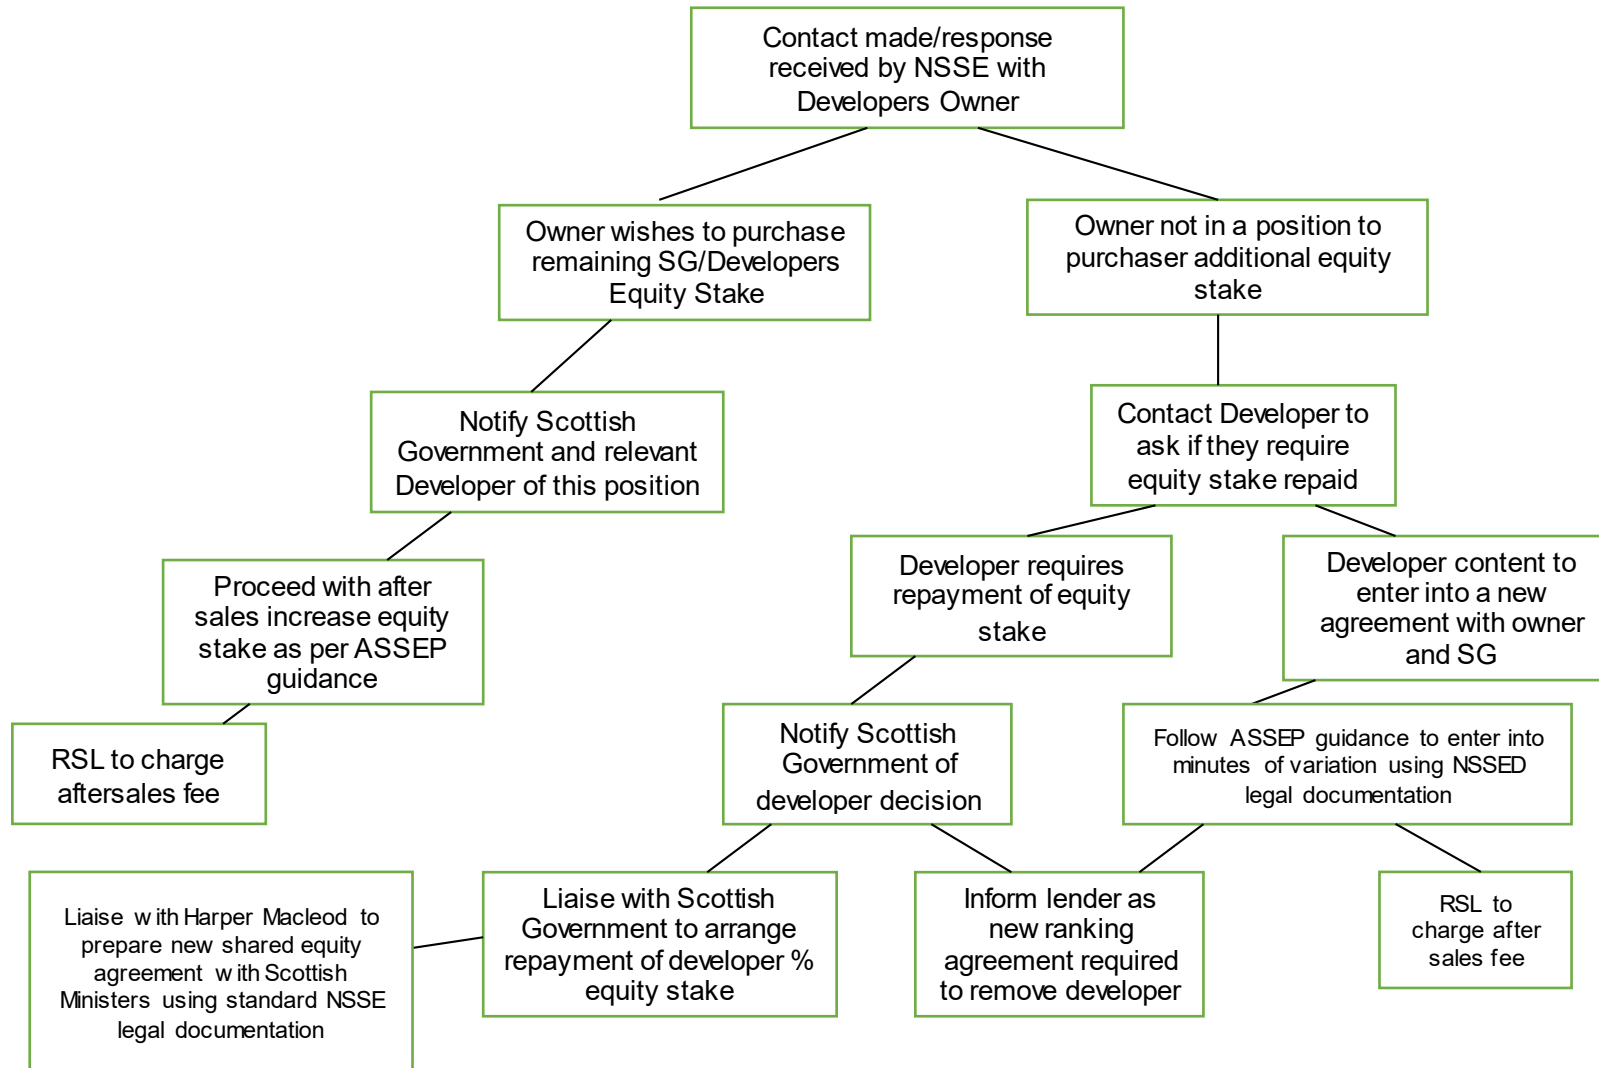 Contact made/response
received by NSSE with
Developers Owner
Owner wishes to purchase
remaining SG/Developers
Equity Stake
Owner not in a position to
purchaser additional equity
stake
Notify Scottish
Government and relevant
Developer of this position
Contact Developer to
ask if they require
equity stake repaid
Proceed with after
sales increase equity
stake as per ASSEP
guidance
Developer requires
repayment of equity
stake
Developer content to
enter into a new
agreement with owner
and SG
RSL to charge
aftersales fee
Notify Scottish
Government of
developer decision
Follow ASSEP guidance to enter into
minutes of variation using NSSED
legal documentation
Liaise with Harper Macleod to
prepare new shared equity
agreement with Scottish
Ministers using standard NSSE
legal documentation
Liaise with Scottish
Government to arrange
repayment of developer %
equity stake
Inform lender as
new ranking
agreement required
to remove developer
RSL to
charge after
sales fee